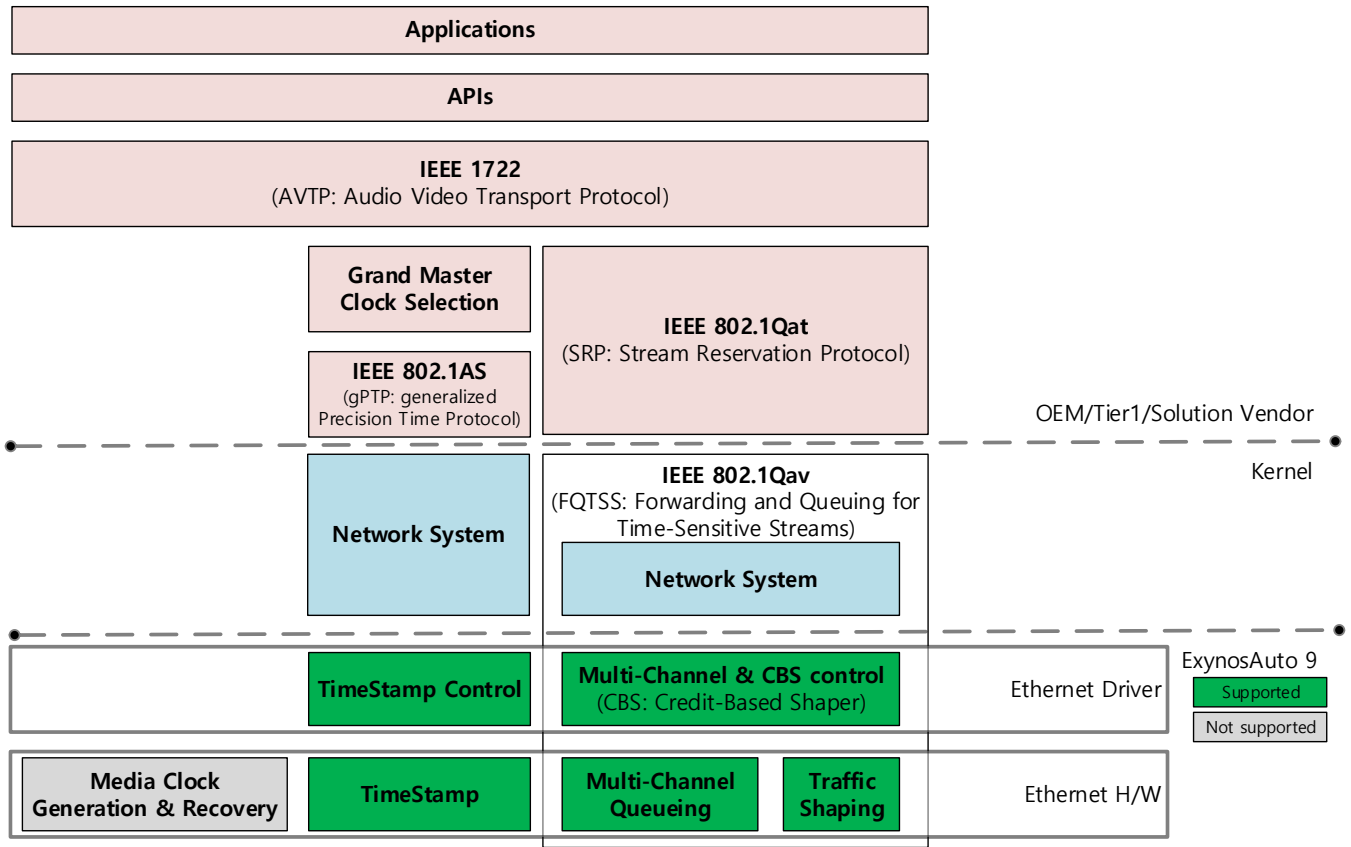 Applications
APIs
IEEE 1722
(AVTP: Audio Video Transport Protocol)
Grand Master
Clock Selection
IEEE 802.1AS
(gPTP: generalized
Precision Time Protocol)
IEEE 802.1Qat
(SRP: Stream Reservation Protocol)
OEM/Tier1/Solution Vendor
Kernel
Network System
IEEE 802.1Qav
(FQTSS: Forwarding and Queuing for
Time-Sensitive Streams)
Network System
TimeStamp Control
Multi-Channel & CBS control
(CBS: Credit-Based Shaper)
Ethernet Driver
ExynosAuto 9
Supported
Not supported
Media Clock
Generation & Recovery
TimeStamp
Multi-Channel
Queueing
Traffic
Shaping
Ethernet H/W